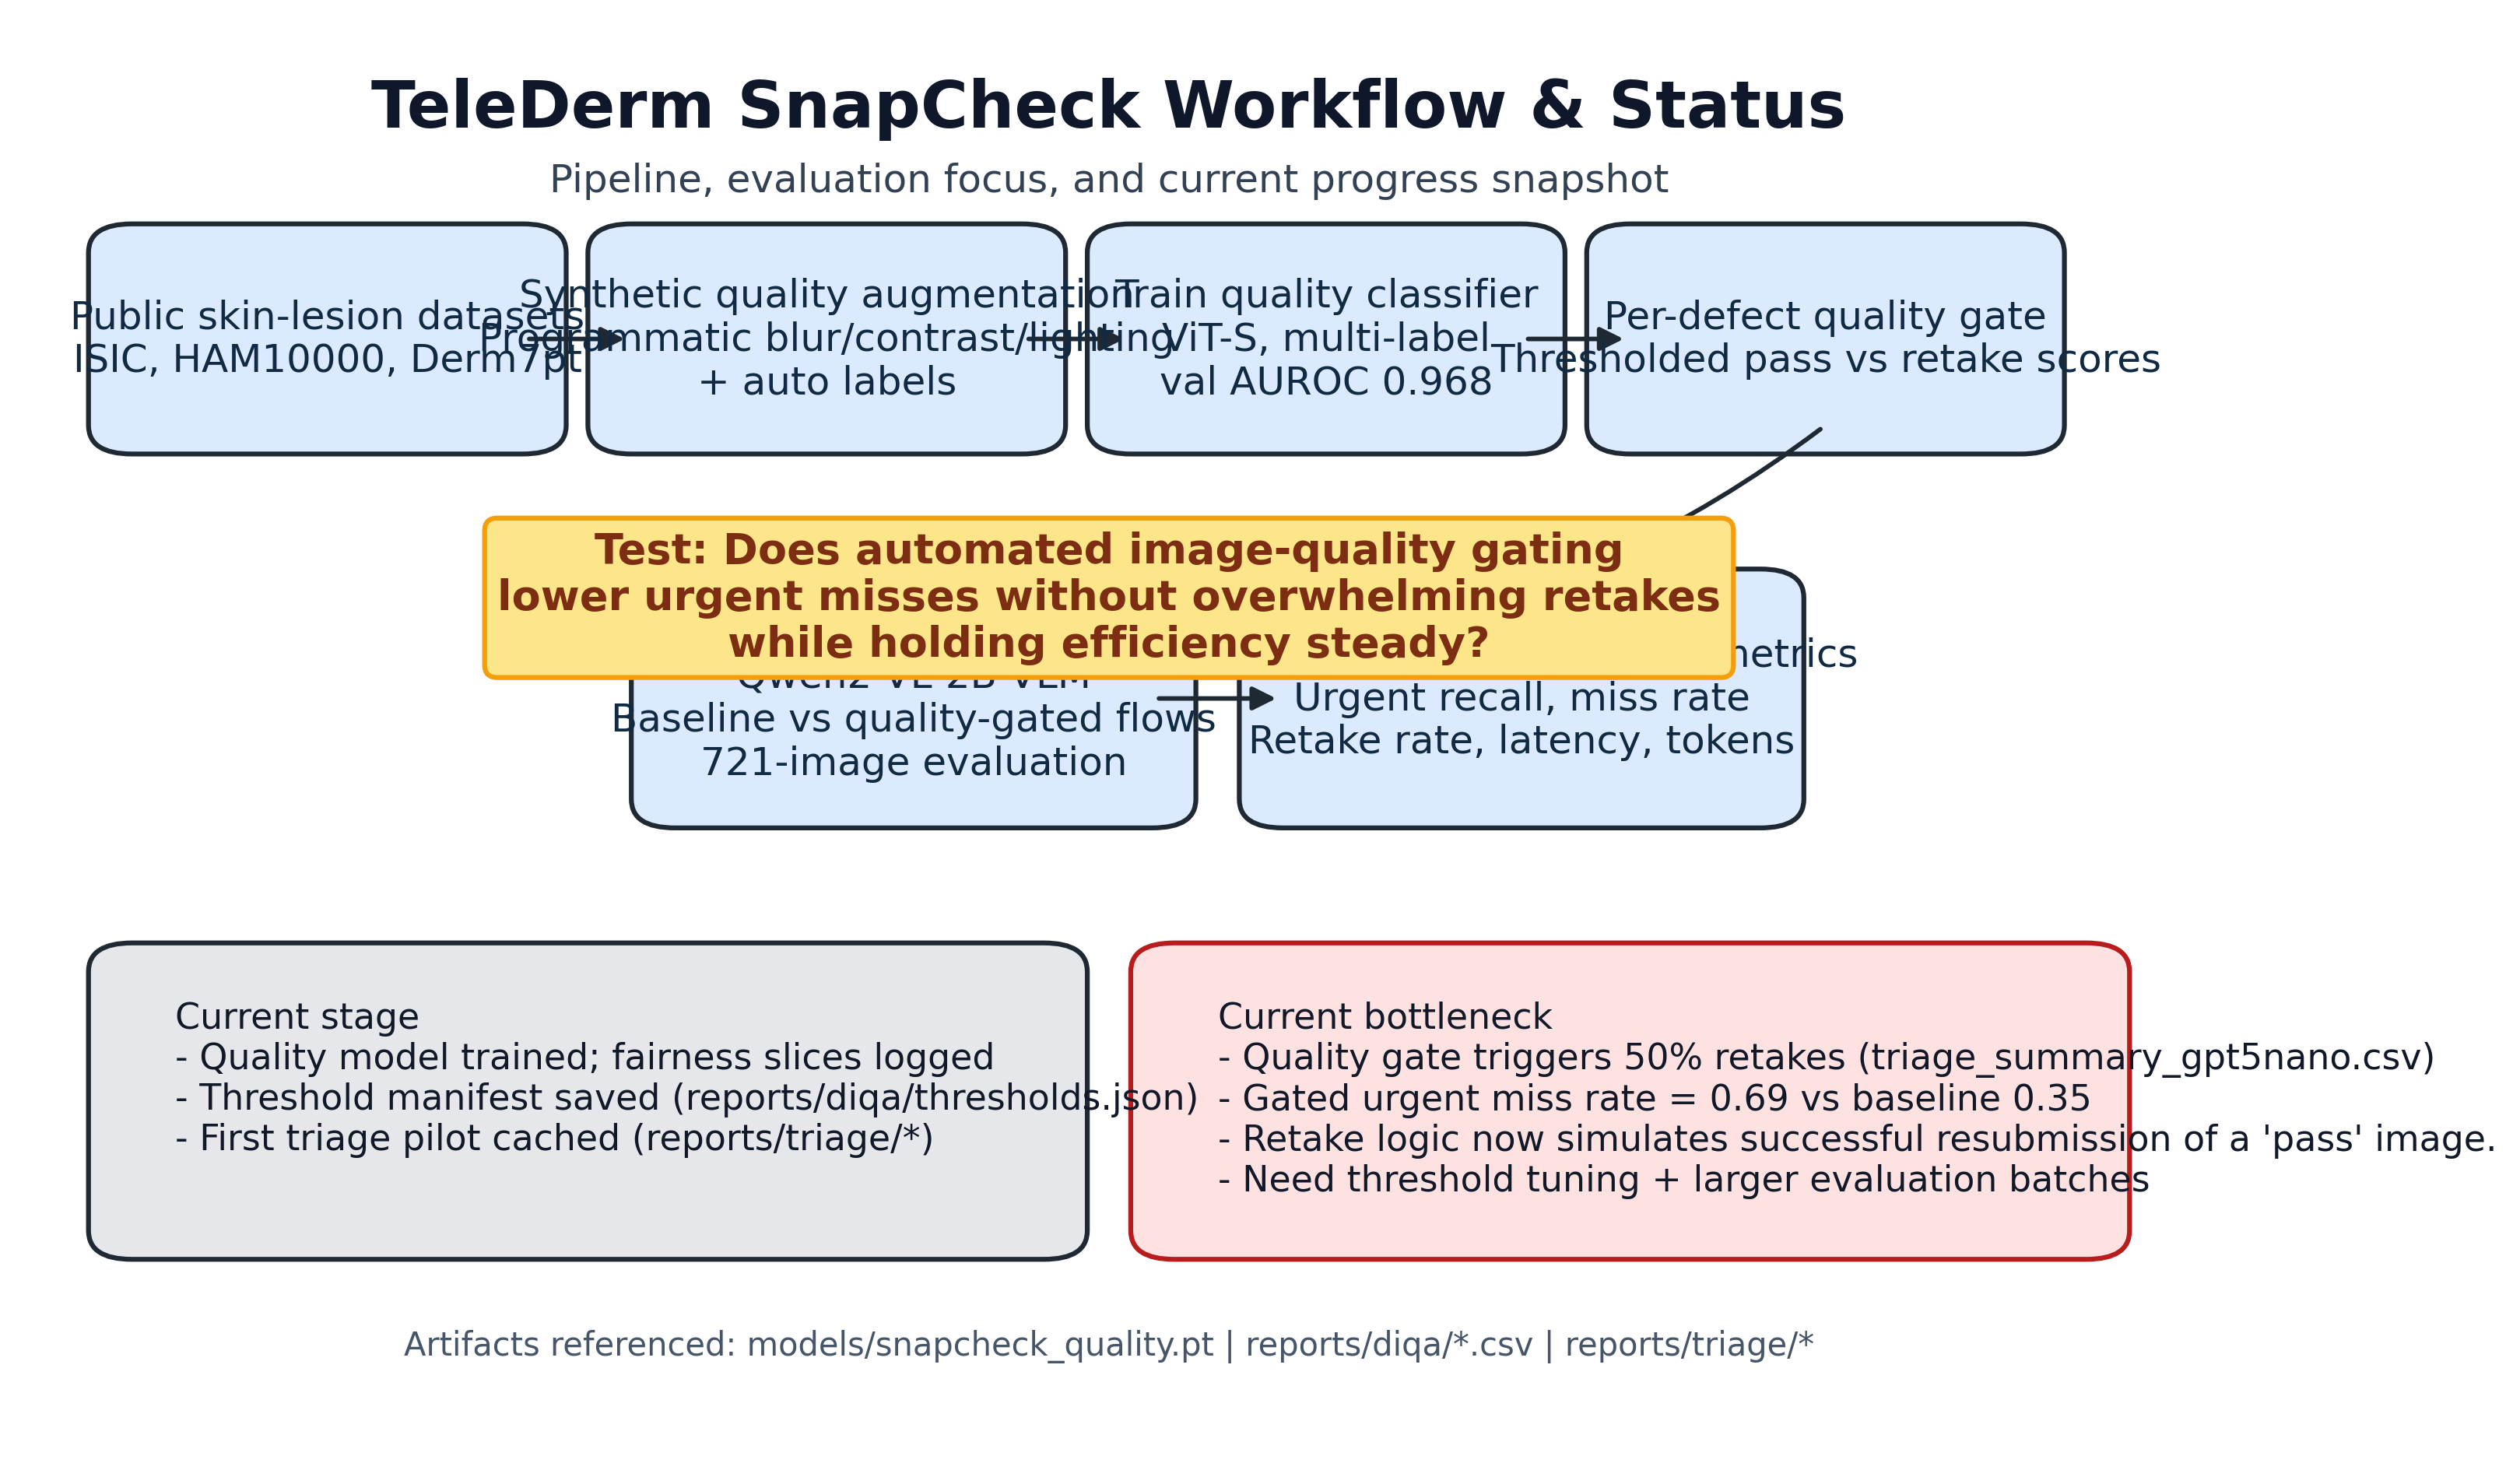 TeleDerm SnapCheck Workflow & Status
Pipeline, evaluation focus, and current progress snapshot
Public skin-lesion datasets
ISIC, HAM10000, Derm7pt
Synthetic quality augmentation
Programmatic blur/contrast/lighting
+ auto labels
Train quality classifier
ViT-S, multi-label
val AUROC 0.968
Per-defect quality gate
Thresholded pass vs retake scores
Test: Does automated image-quality gating
lower urgent misses without overwhelming retakes
while holding efficiency steady?
Baseline vs quality-gated flows
721-image evaluation
Urgent recall, miss rate
Retake rate, latency, tokens
Current stage
- Quality model trained; fairness slices logged
- Threshold manifest saved (reports/diqa/thresholds.json)
- First triage pilot cached (reports/triage/*)
Current bottleneck
- Quality gate triggers 50% retakes (triage_summary_gpt5nano.csv)
- Gated urgent miss rate = 0.69 vs baseline 0.35
- Retake logic now simulates successful resubmission of a 'pass' image.
- Need threshold tuning + larger evaluation batches
Artifacts referenced: models/snapcheck_quality.pt | reports/diqa/*.csv | reports/triage/*